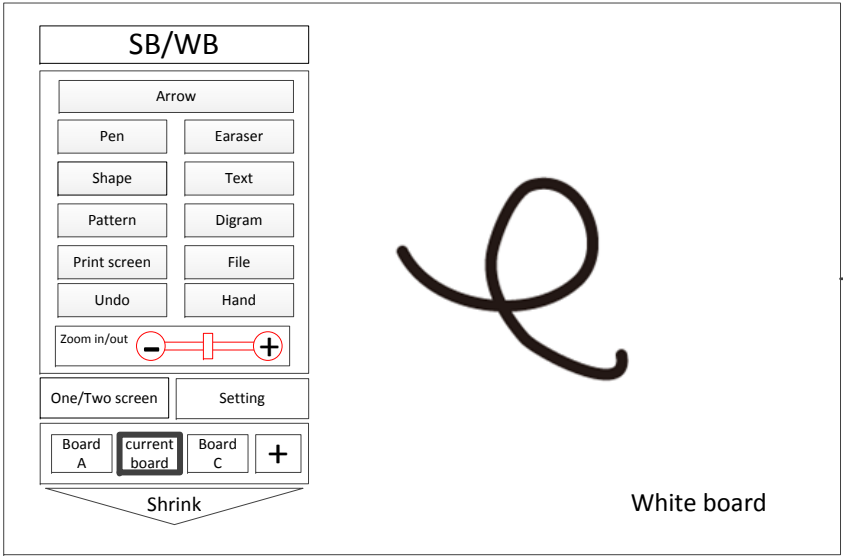 SB/WB
Arrow
Pen
Earaser
Shape
Text
Pattern
Digram
Print screen
File
Undo
Hand
Zoom in/out
-
+
One/Two screen
Setting
Board
A
current
board
Board
C
+
Shrink
White board